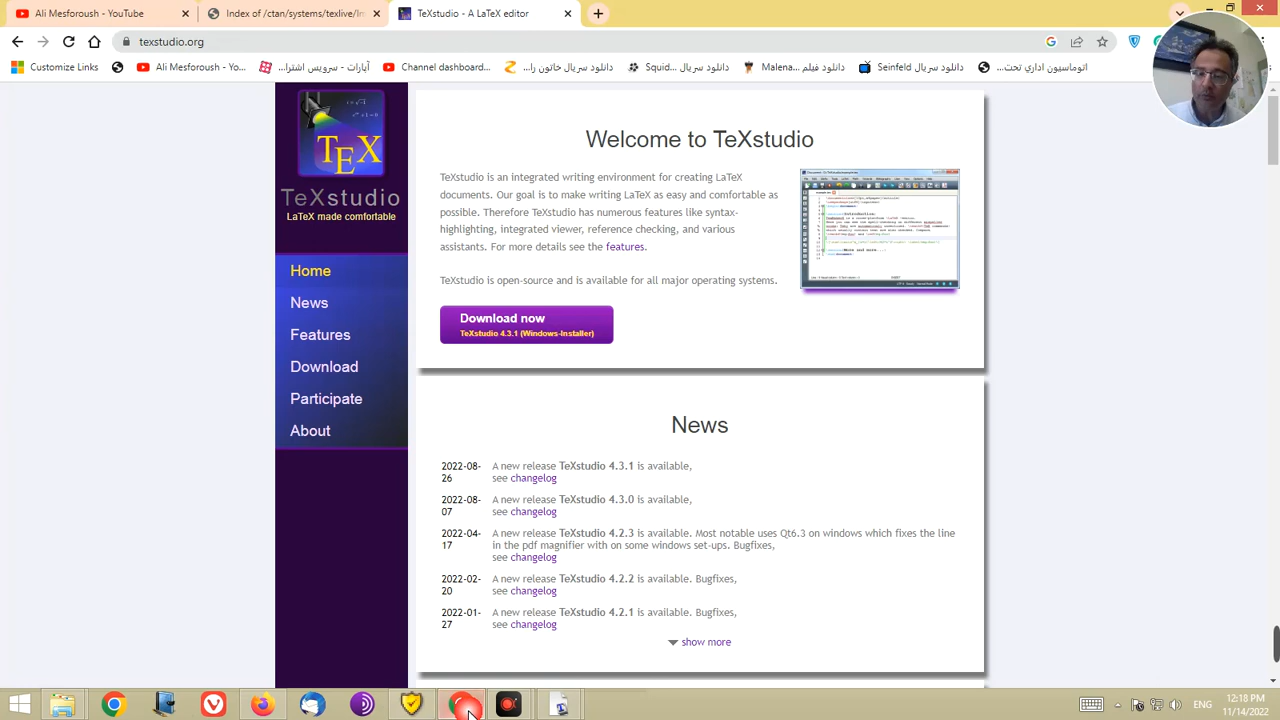 Ali Mesforoush - YouTube
Index of /ctan/systems/texlive/Im
TeXstudio - A LaTeX editor
texstudio.org
Customize Links
Ali Mesforoush - Yo...
آپارات - سرویس اشترا...
Channel dashboa...
دانلود سریال خاتون را...
دانلود سریال Squid...
دانلود فیلم Malena...
دانلود سریال Seinfeld
اتوماسیون اداری تحت...
TEX
TeXstudio
LaTeX made comfortable
Home
News
Features
Download
Participate
About
Welcome to TeXstudio
TeXstudio is an integrated writing environment for creating LaTeX
documents. Our goal is to make writing LaTeX as easy and comfortable as
possible. Therefore TeXstudio has numerous features like syntax-
highlighting, integrated viewer, reference checking, and various
assistants. For more details see the features.
TeXstudio is open-source and is available for all major operating systems.
Download now
TeXstudio 4.3.1 (Windows-Installer)
News
2022-08-26 A new release TeXstudio 4.3.1 is available,
see changelog
2022-08-07 A new release TeXstudio 4.3.0 is available,
see changelog
2022-04-17 A new release TeXstudio 4.2.3 is available. Most notable uses Qt6.3 on windows which fixes the line
in the pdf magnifier with on some windows set-ups. Bugfixes,
see changelog
2022-02-20 A new release TeXstudio 4.2.2 is available. Bugfixes,
see changelog
2022-01-27 A new release TeXstudio 4.2.1 is available. Bugfixes,
see changelog
show more
ENG
12:18 PM
11/14/2022